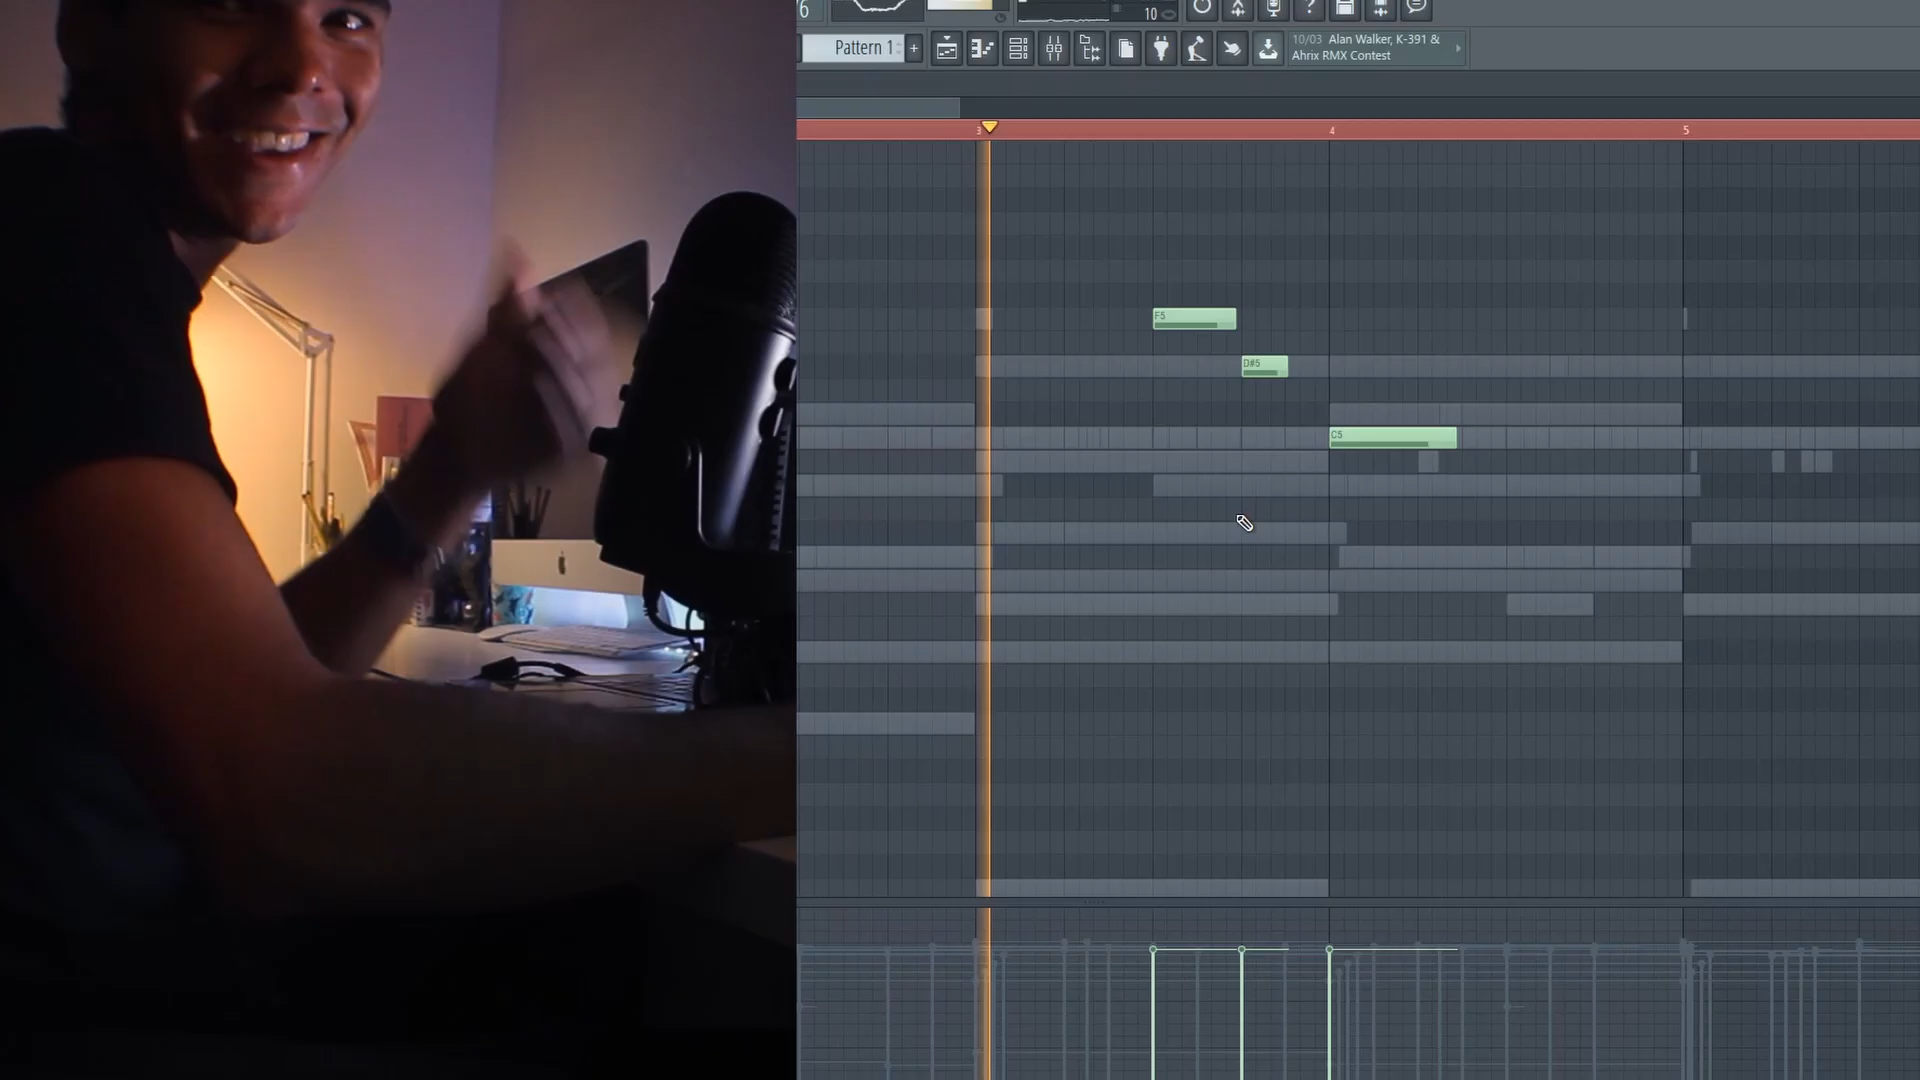 6
10
Pattern 1
+
?
10/03 Alan Walker, K-391 &
Ahrix RMX Contest
3
4
5
F5
D#5
C5